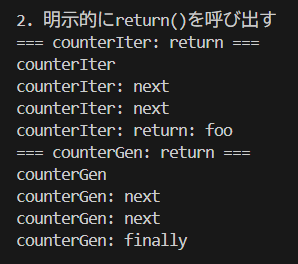 2. 明示的にreturn()を呼び出す
=== counterIter: return ===
counterIter
counterIter: next
counterIter: next
counterIter: return: foo
=== counterGen: return ===
counterGen
counterGen: next
counterGen: next
counterGen: finally